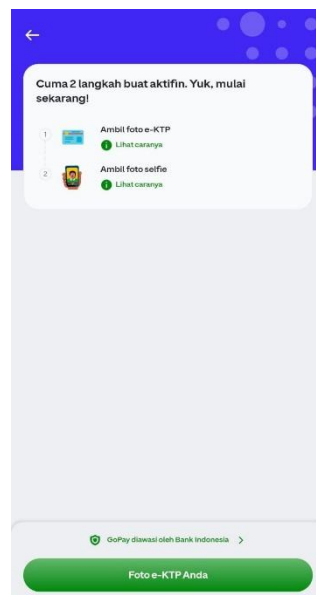 Cuma 2 langkah buat aktifin. Yuk, mulai
sekarang!
1
Ambil foto e-KTP
Lihat caranya
2
Ambil foto selfie
Lihat caranya
GoPay diawasi oleh Bank Indonesia
Foto e-KTP Anda